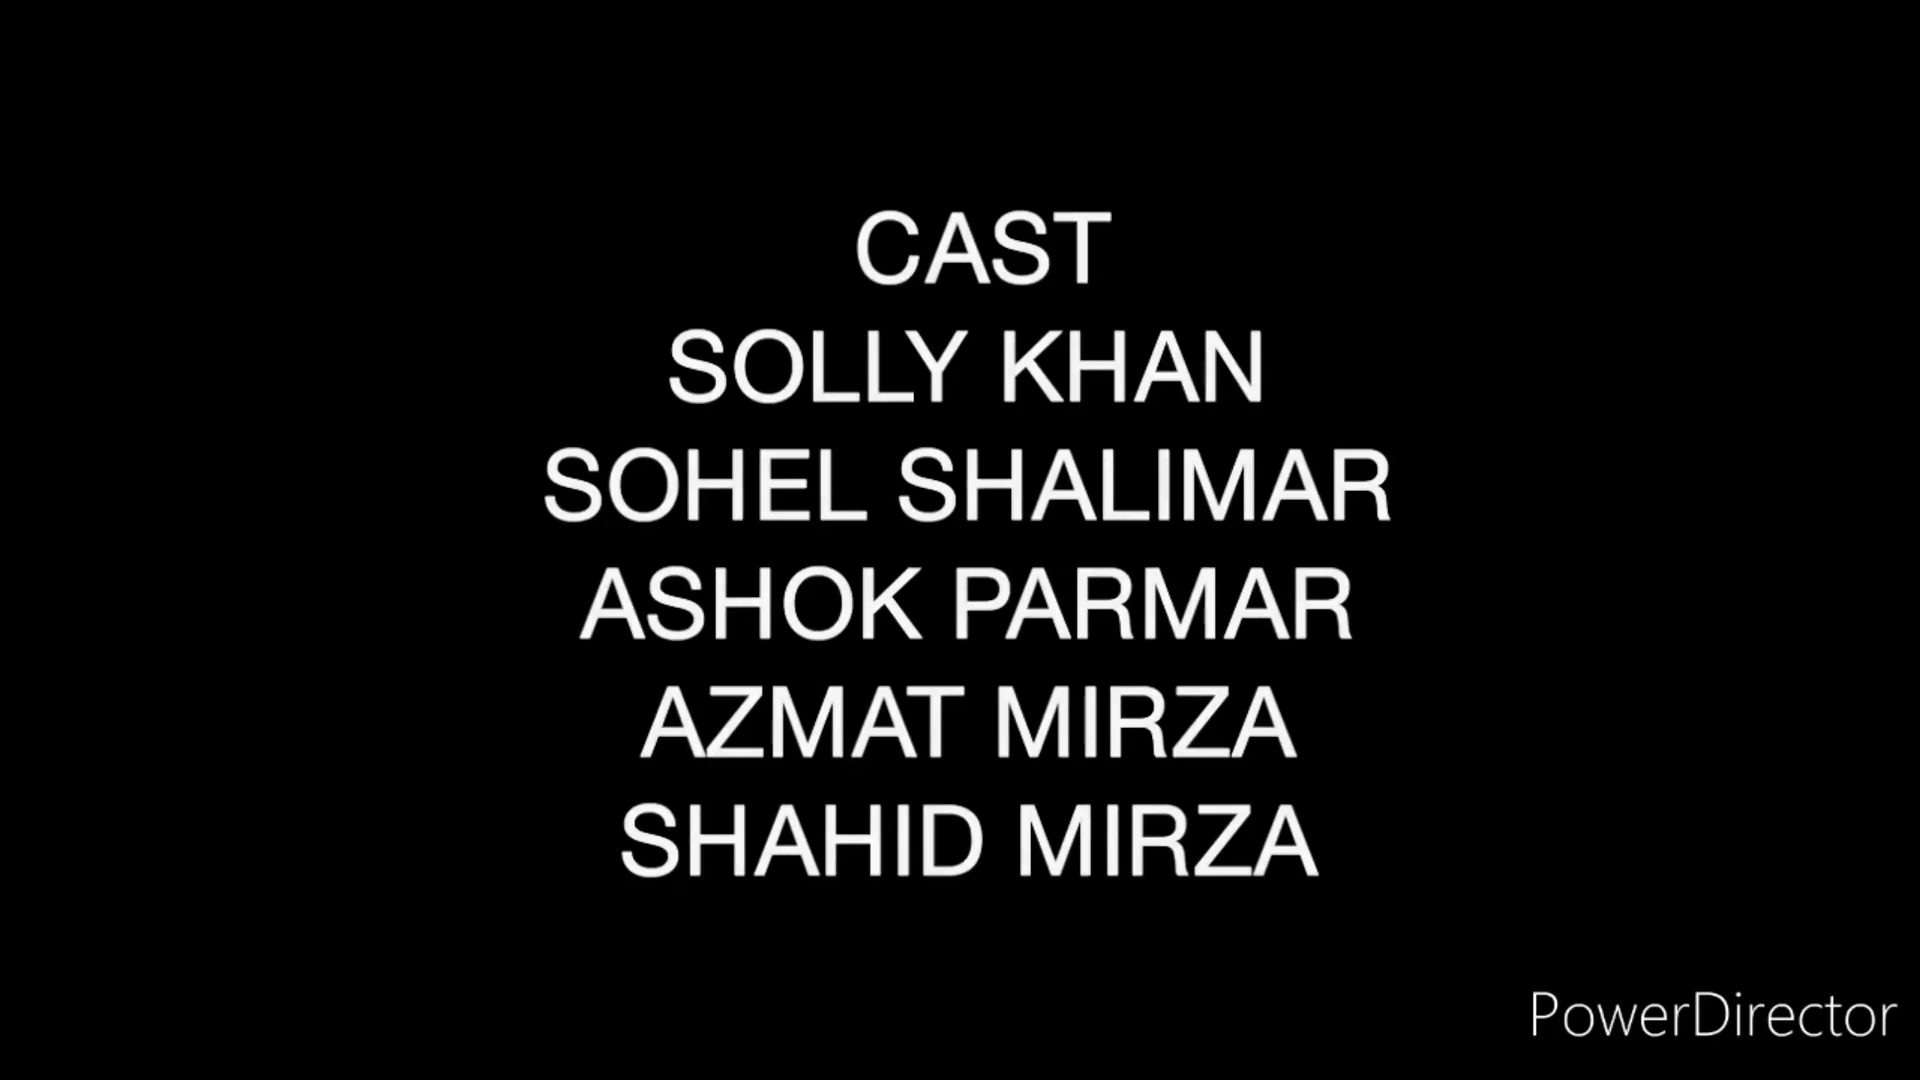 CAST
SOLLY KHAN
SOHEL SHALIMAR
ASHOK PARMAR
AZMAT MIRZA
SHAHID MIRZA
PowerDirector